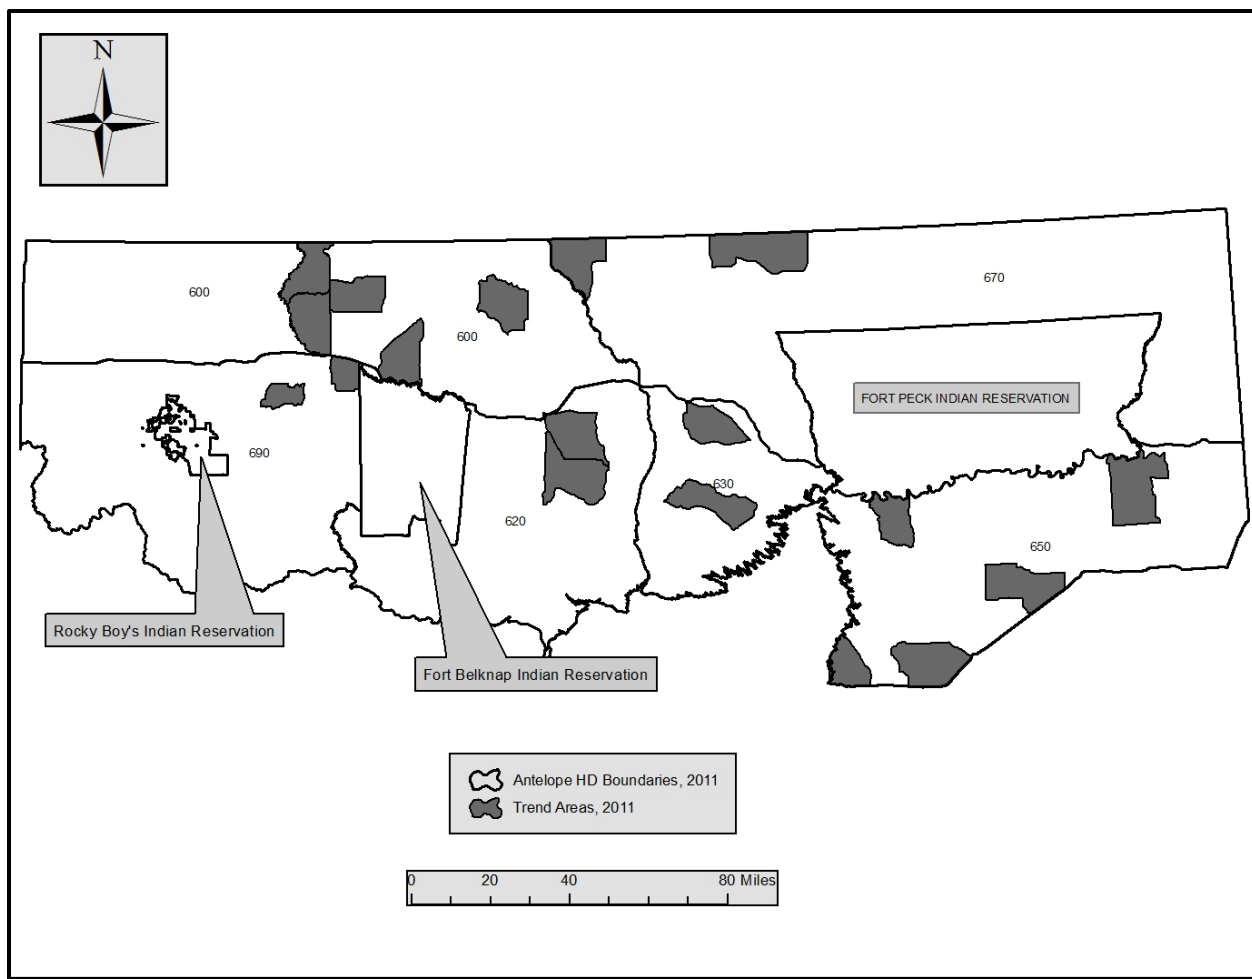 N
600
670
600
FORT PECK INDIAN RESERVATION
690
630
620
650
Rocky Boy's Indian Reservation
Fort Belknap Indian Reservation
Antelope HD Boundaries, 2011
Trend Areas, 2011
0 20 40 80 Miles